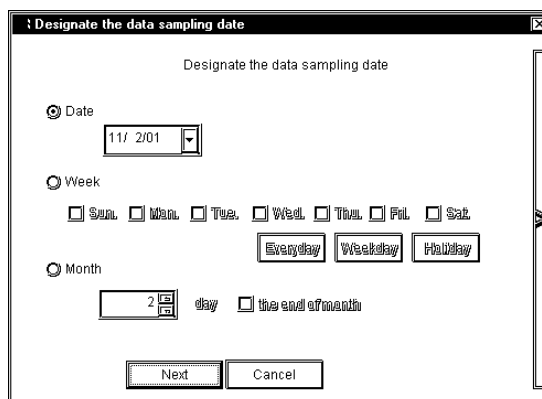 Designate the data sampling date
Designate the data sampling date
Date
11/ 2/01
Week
Sun. Mon. Tue. Wed. Thu. Fri. Sat.
Everyday Weekday Holiday
Month
2 day the end of month
Next Cancel